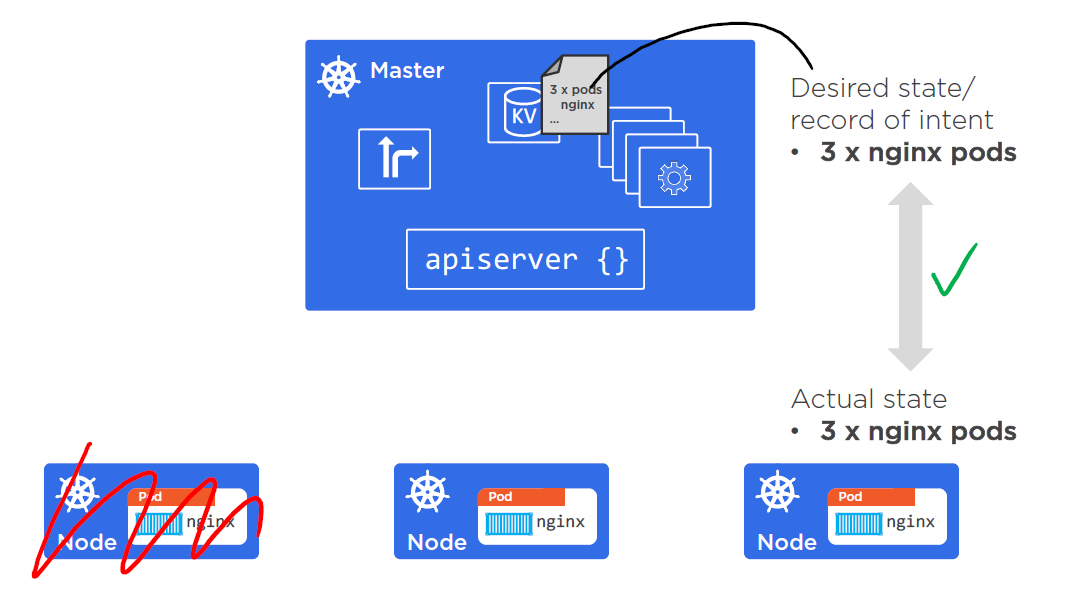 Master
KV
3 x pods
nginx
...
apiserver {}
Desired state/
record of intent
• 3 x nginx pods
Actual state
• 3 x nginx pods
Pod
nginx
Node
Pod
nginx
Node
Pod
nginx
Node